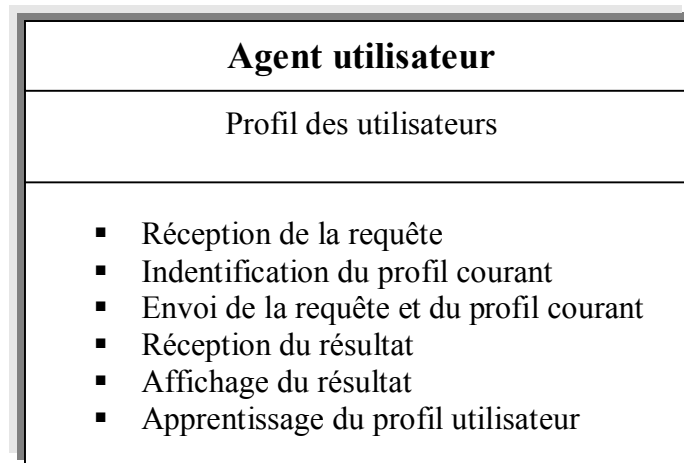 Agent utilisateur
Profil des utilisateurs
▪ Réception de la requête
▪ Indentification du profil courant
▪ Envoi de la requête et du profil courant
▪ Réception du résultat
▪ Affichage du résultat
▪ Apprentissage du profil utilisateur